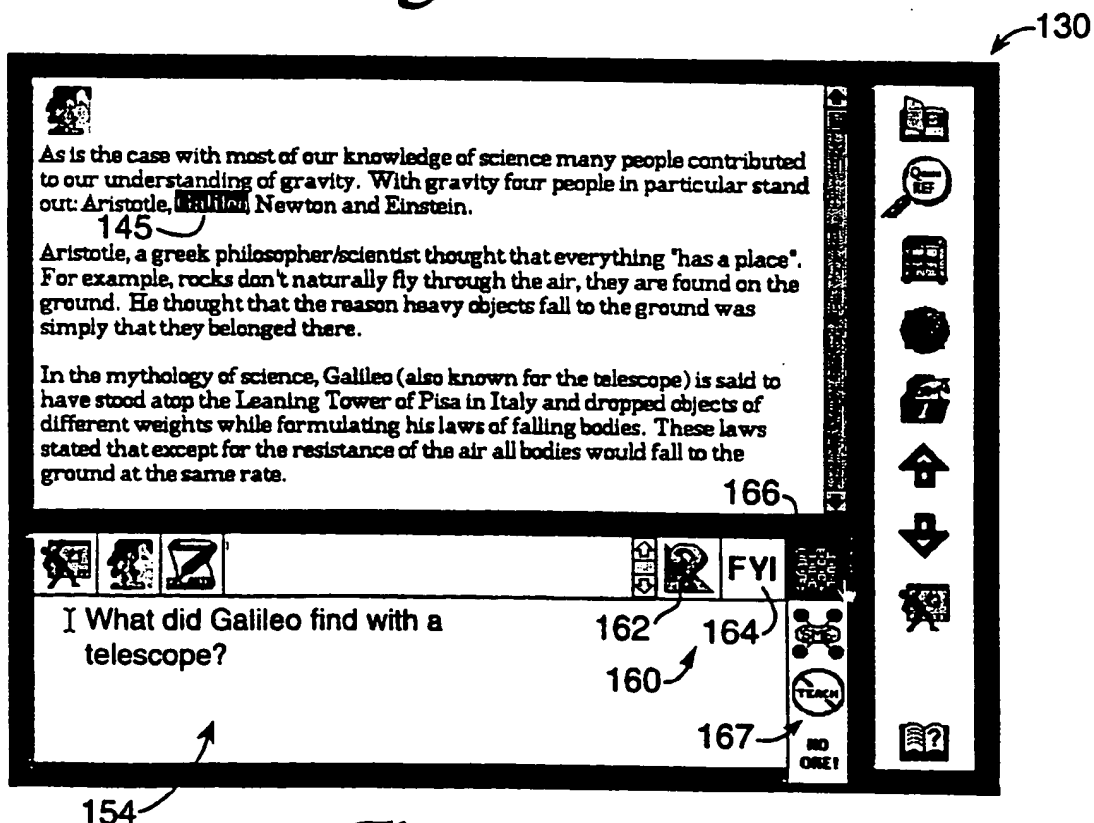 130
As is the case with most of our knowledge of science many people contributed
to our understanding of gravity. With gravity four people in particular stand
out: Aristotle, Galileo, Newton and Einstein.
145
Aristotle, a greek philosopher/scientist thought that everything "has a place".
For example, rocks don't naturally fly through the air, they are found on the
ground. He thought that the reason heavy objects fall to the ground was
simply that they belonged there.
In the mythology of science, Galileo (also known for the telescope) is said to
have stood atop the Leaning Tower of Pisa in Italy and dropped objects of
different weights while formulating his laws of falling bodies. These laws
stated that except for the resistance of the air all bodies would fall to the
ground at the same rate.
REF
166
FYI
What did Galileo find with a
telescope?
162
164
160
TEACH
167
NO
ONE!
?
154